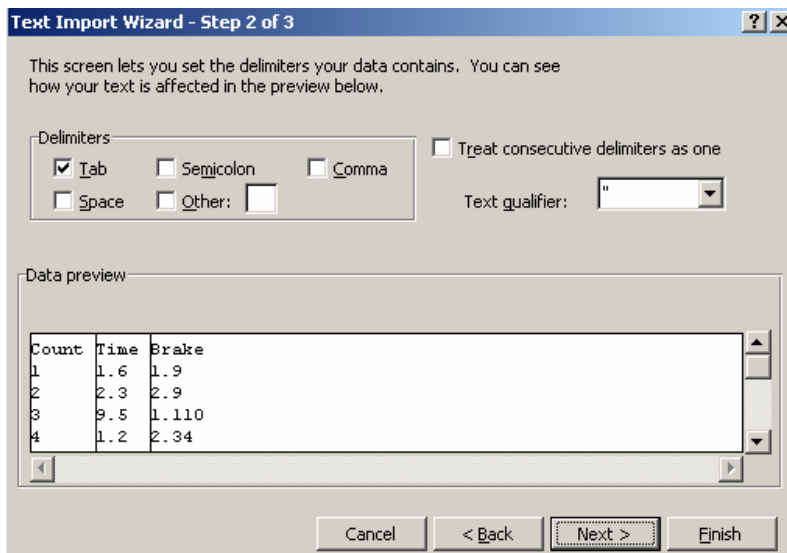 Text Import Wizard - Step 2 of 3
This screen lets you set the delimiters your data contains. You can see
how your text is affected in the preview below.
Delimiters
Tab Semicolon Comma
Space Other:
Treat consecutive delimiters as one
Text qualifier: "
Data preview
Count Time Brake
1 1.6 1.9
2 2.3 2.9
3 9.5 1.110
4 1.2 2.34
Cancel < Back Next > Finish